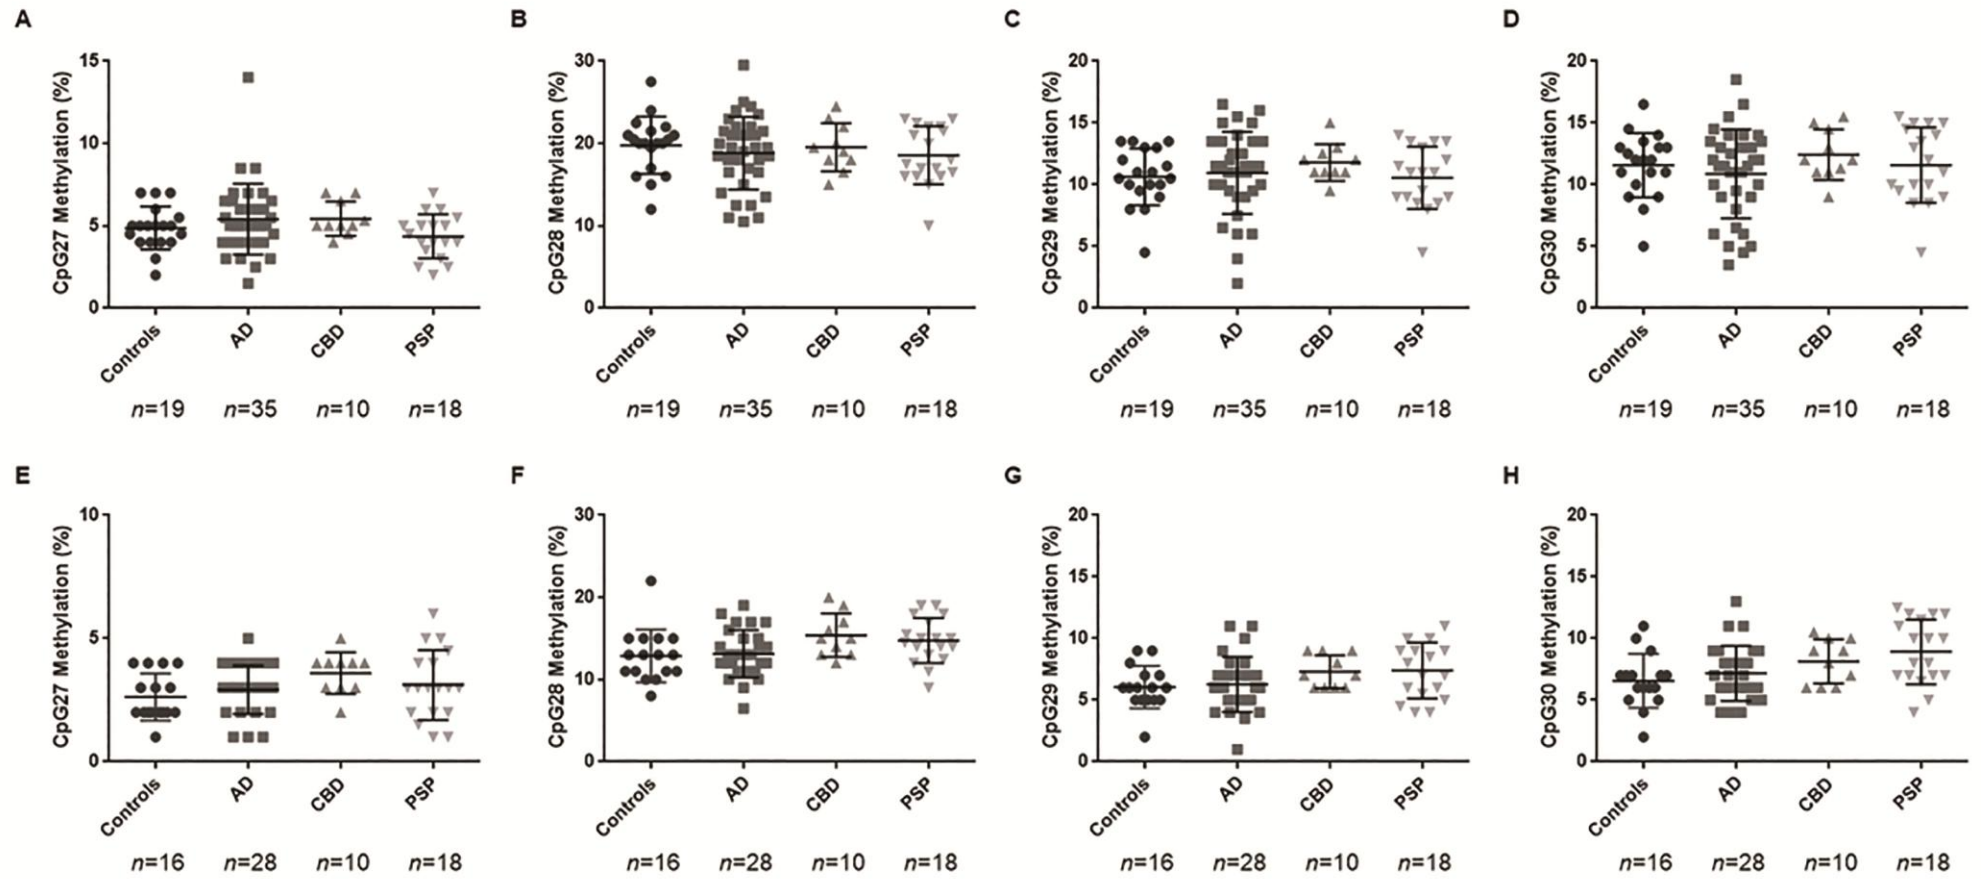 A
B
C
D
CpG27 Methylation (%)
15
10
5
0
Controls
AD
CBD
PSP
n=19
n=35
n=10
n=18
CpG28 Methylation (%)
30
20
10
0
Controls
AD
CBD
PSP
n=19
n=35
n=10
n=18
CpG29 Methylation (%)
20
15
10
5
0
Controls
AD
CBD
PSP
n=19
n=35
n=10
n=18
CpG30 Methylation (%)
20
15
10
5
0
Controls
AD
CBD
PSP
n=19
n=35
n=10
n=18
E
F
G
H
CpG27 Methylation (%)
10
5
0
Controls
AD
CBD
PSP
n=16
n=28
n=10
n=18
CpG28 Methylation (%)
30
20
10
0
Controls
AD
CBD
PSP
n=16
n=28
n=10
n=18
CpG29 Methylation (%)
20
15
10
5
0
Controls
AD
CBD
PSP
n=16
n=28
n=10
n=18
CpG30 Methylation (%)
20
15
10
5
0
Controls
AD
CBD
PSP
n=16
n=28
n=10
n=18